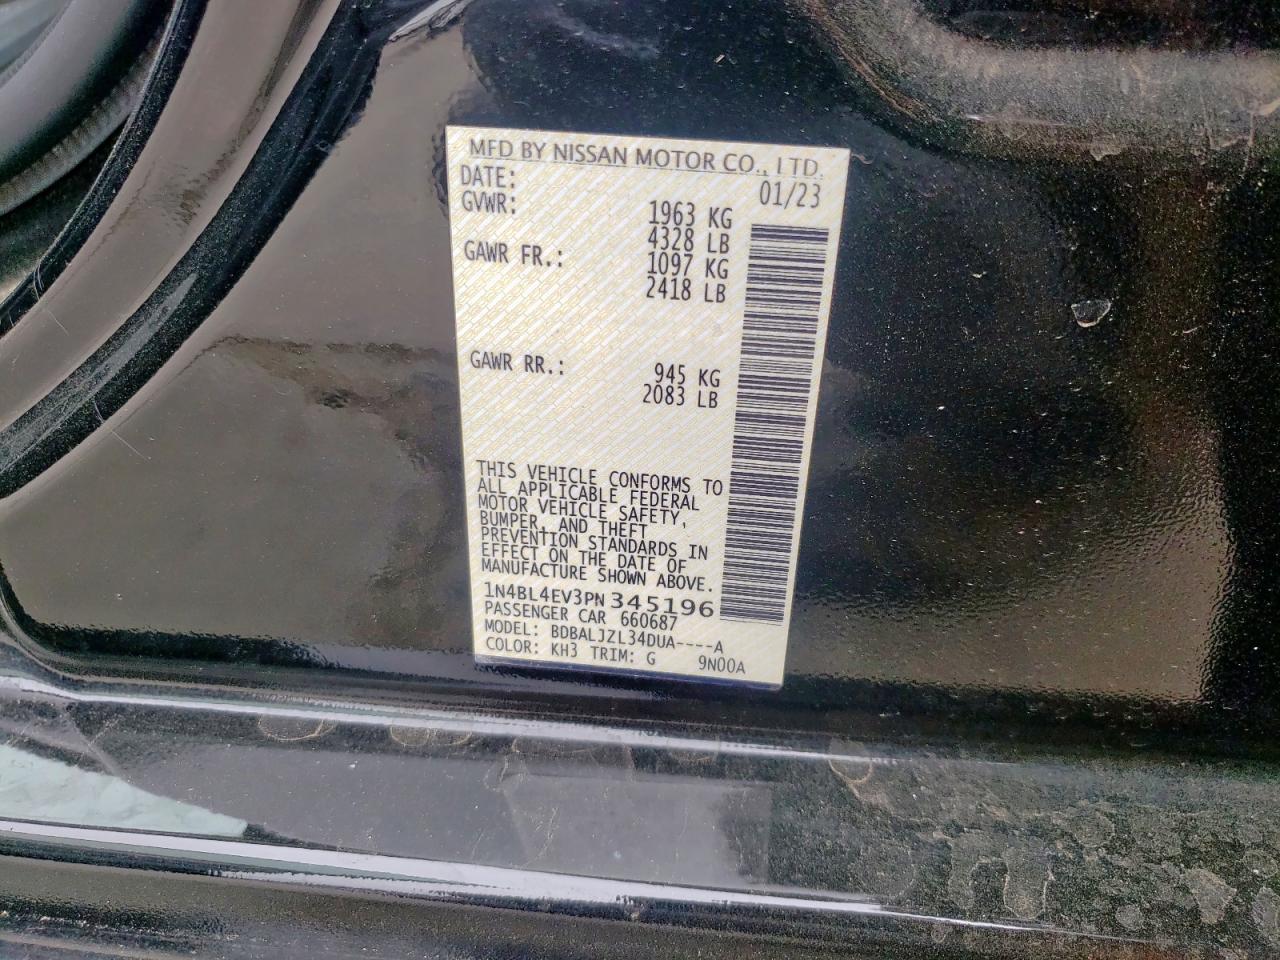 MFD BY NISSAN MOTOR CO., LTD.
DATE: 01/23
GVWR: 1963 KG
4328 LB
GAWR FR.: 1097 KG
2418 LB
GAWR RR.: 945 KG
2083 LB
THIS VEHICLE CONFORMS TO
ALL APPLICABLE FEDERAL
MOTOR VEHICLE SAFETY,
BUMPER, AND THEFT
PREVENTION STANDARDS IN
EFFECT ON THE DATE OF
MANUFACTURE SHOWN ABOVE.
1N4BL4EV3PN345196
PASSENGER CAR 660687
MODEL: BDBALJZL34DUA----A
COLOR: KH3 TRIM: G 9N00A